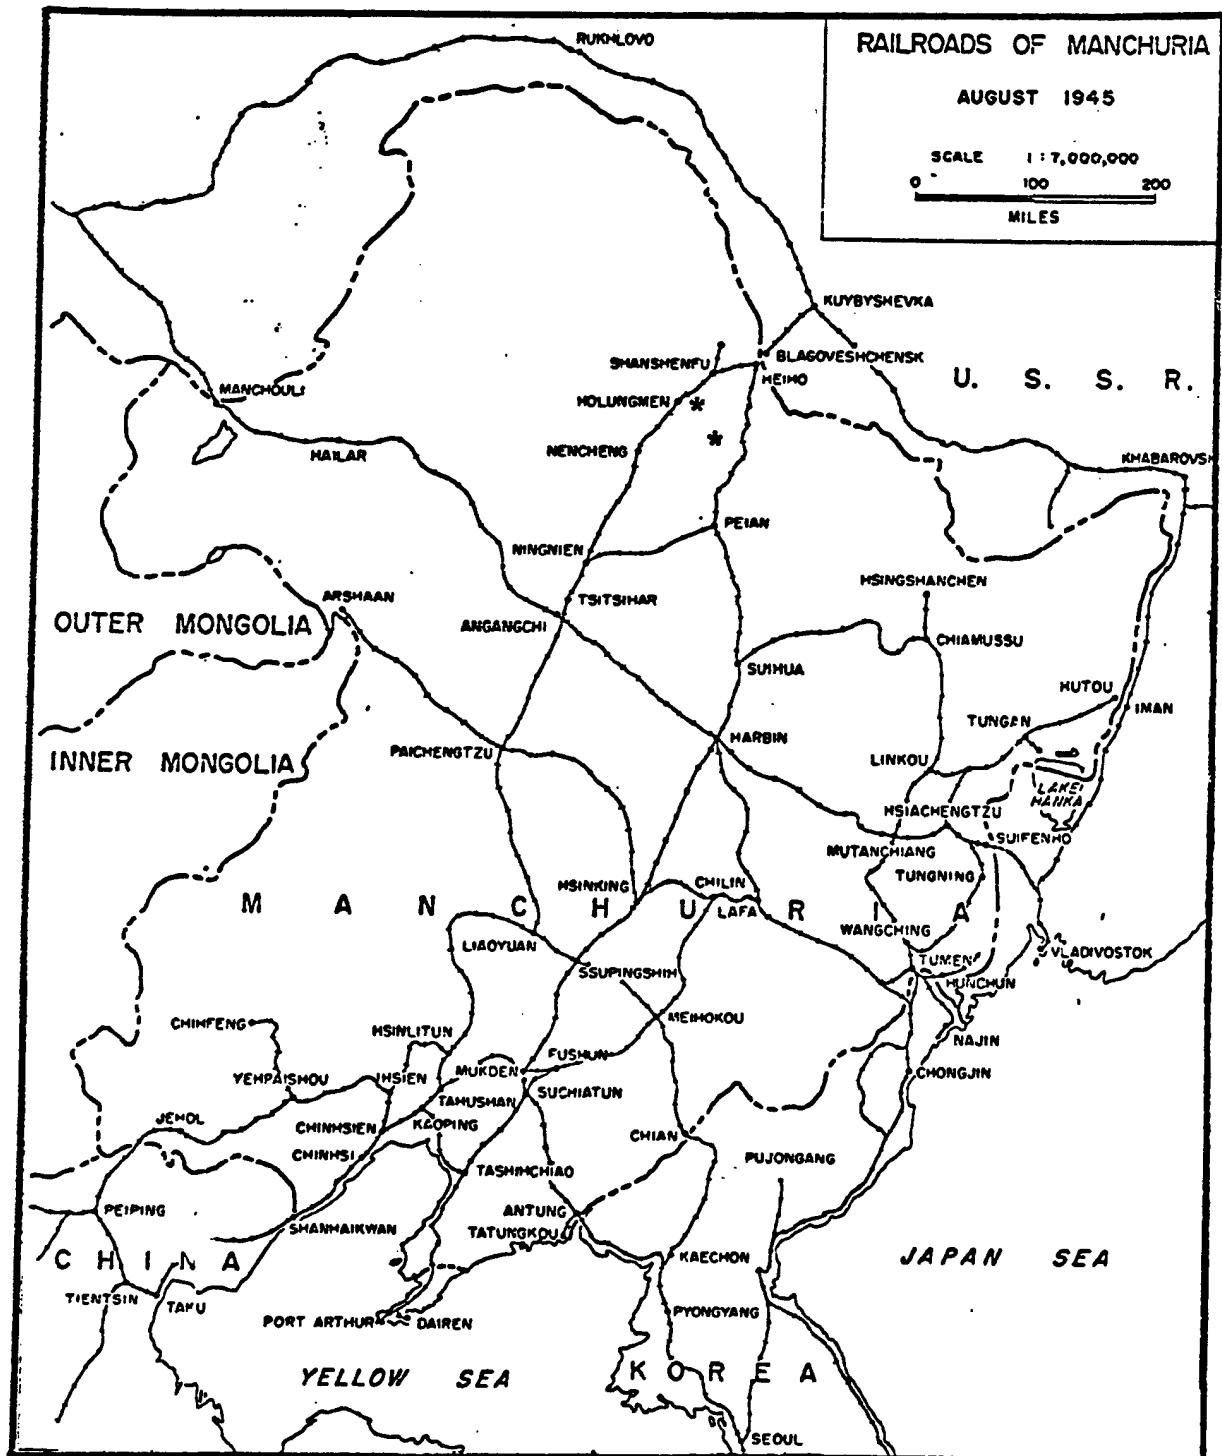 RAILROADS OF MANCHURIA
AUGUST 1945
SCALE 1 : 7,000,000
0 100 200
MILES
RUKHLOVO
KUYBYSHEVKA
SHANSHENFU
BLAGOVESHCHENSK
HEIHO
U. S. S. R.
MANCHOULI
HOLUNGMEN
*
*
HAILAR
NENCHENG
KHABAROVSK
PEIAN
NINGNIEN
HSINGSHANCHEN
ARSHAAN
TSITSIHAR
OUTER MONGOLIA
ANGANGCHI
CHIAMUSSU
SUIHUA
HUTOU
IMAN
TUNGAN
PAICHENGTZU
HARBIN
INNER MONGOLIA
LINKOU
LAKE
HANKA
HSIACHENGTZU
SUIFENHO
MUTANCHIANG
TUNGNING
HSINKING
CHILIN
MANCHURIA
LAFA
WANGCHING
LIAOYUAN
VLADIVOSTOK
TUMEN
SSUPINGSHIH
HUNCHUN
CHIHFENG
MEIHOKOU
HSINLITUN
NAJIN
FUSHUN
MUKDEN
CHONGJIN
YEHPAISHOU
IHSIEN
SUCHIATUN
TAHUSHAN
JEHOL
CHINHSIEN
KAOPING
CHIAN
CHINHSI
PUJONGANG
TASHIHCHIAO
PEIPING
ANTUNG
SHANHAIKWAN
TATUNGKOU
CHINA
KAECHON
JAPAN SEA
TIENTSIN
TAKU
PORT ARTHUR
DAIREN
PYONGYANG
YELLOW SEA
KOREA
SEOUL